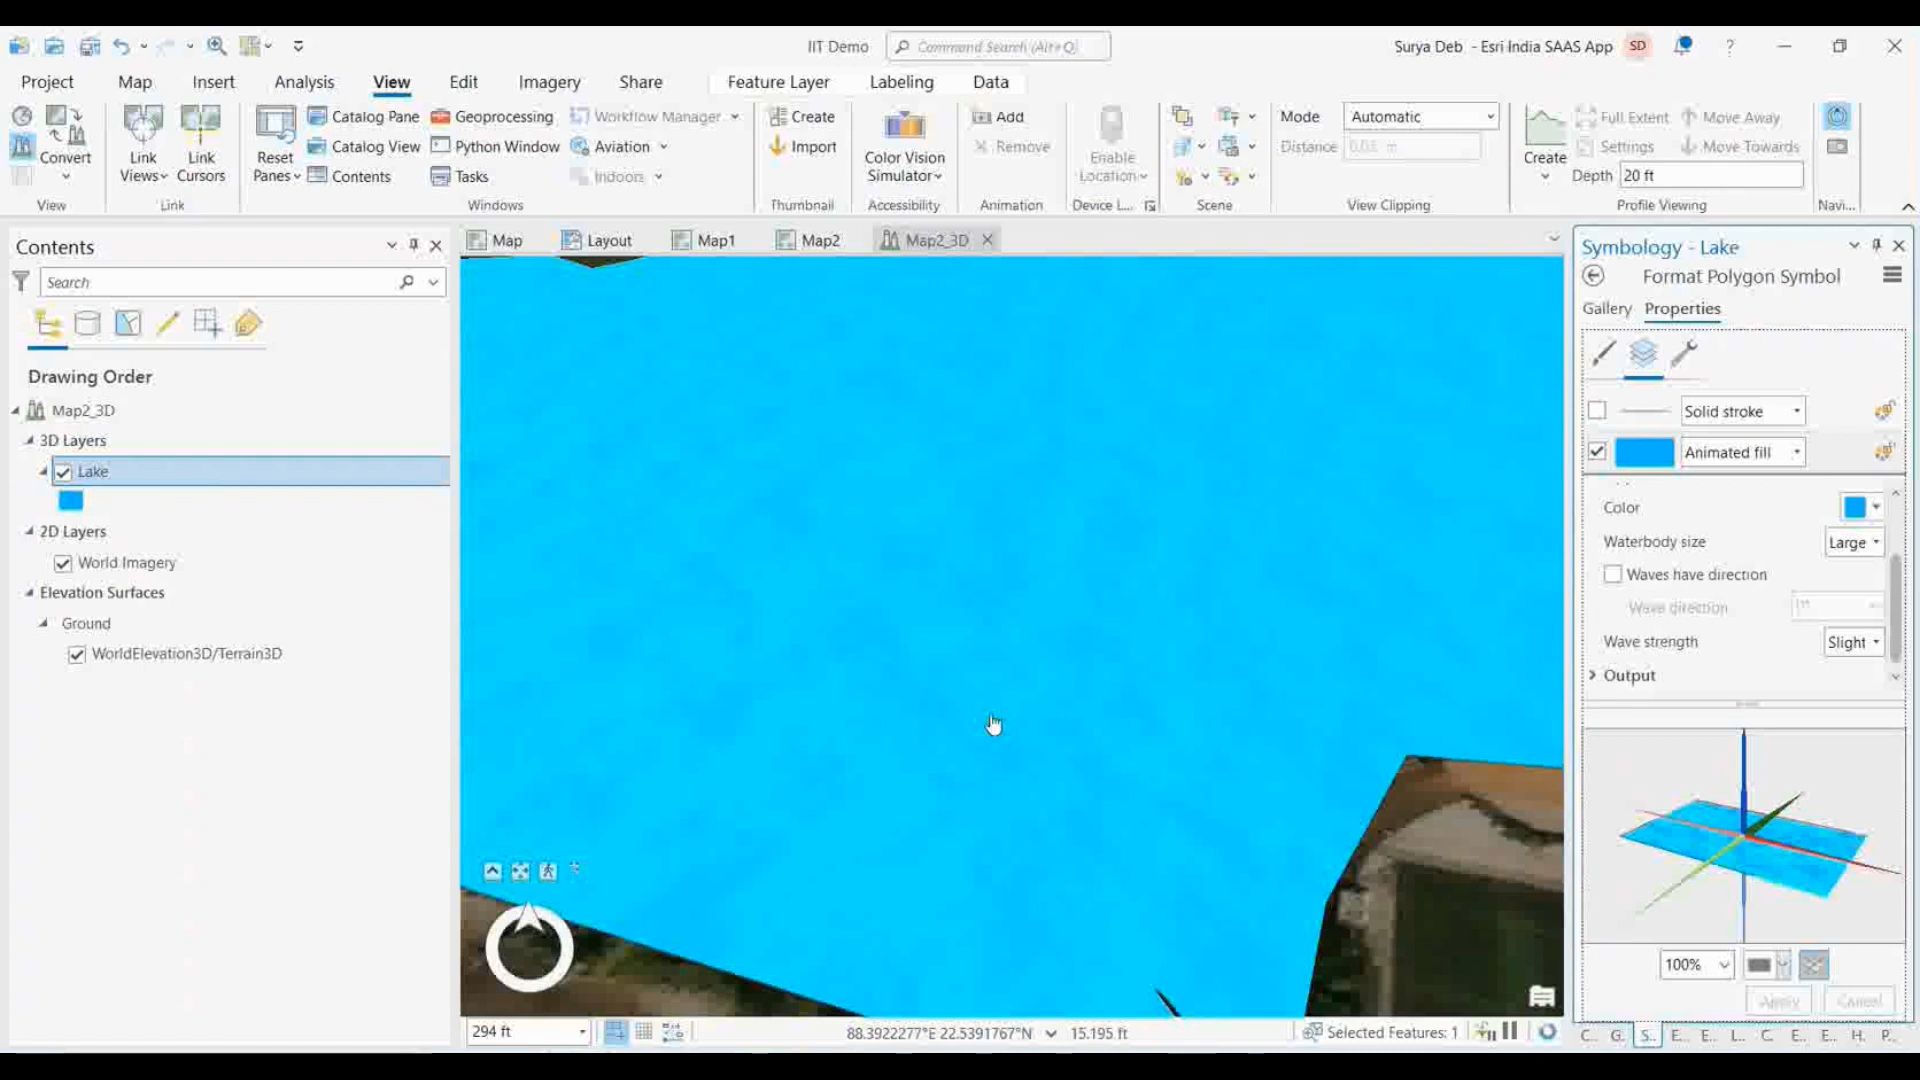 IIT Demo
Command Search (Alt+Q)
Surya Deb - Esri India SAAS App
SD
?
Project
Map
Insert
Analysis
View
Edit
Imagery
Share
Feature Layer
Labeling
Data
Convert
View
Link
Views
Link
Cursors
Link
Reset
Panes
Catalog Pane
Catalog View
Contents
Geoprocessing
Python Window
Tasks
Workflow Manager
Aviation
Indoors
Windows
Create
Import
Thumbnail
Color Vision
Simulator
Accessibility
Add
Remove
Animation
Enable
Location
Device L...
Scene
Mode
Automatic
Distance
View Clipping
Create
Full Extent
Move Away
Settings
Move Towards
Depth 20 ft
Profile Viewing
Navi...
Contents
Search
Drawing Order
Map2_3D
3D Layers
Lake
2D Layers
World Imagery
Elevation Surfaces
Ground
WorldElevation3D/Terrain3D
Map
Layout
Map1
Map2
Map2_3D
294 ft
88.3922277°E 22.5391767°N
15.195 ft
Selected Features: 1
Symbology - Lake
Format Polygon Symbol
Gallery
Properties
Solid stroke
Animated fill
Color
Waterbody size
Large
Waves have direction
Wave direction
Wave strength
Slight
Output
100%
Apply
Cancel
C.. G. S.. E... E... L... C. E... E... H. P...